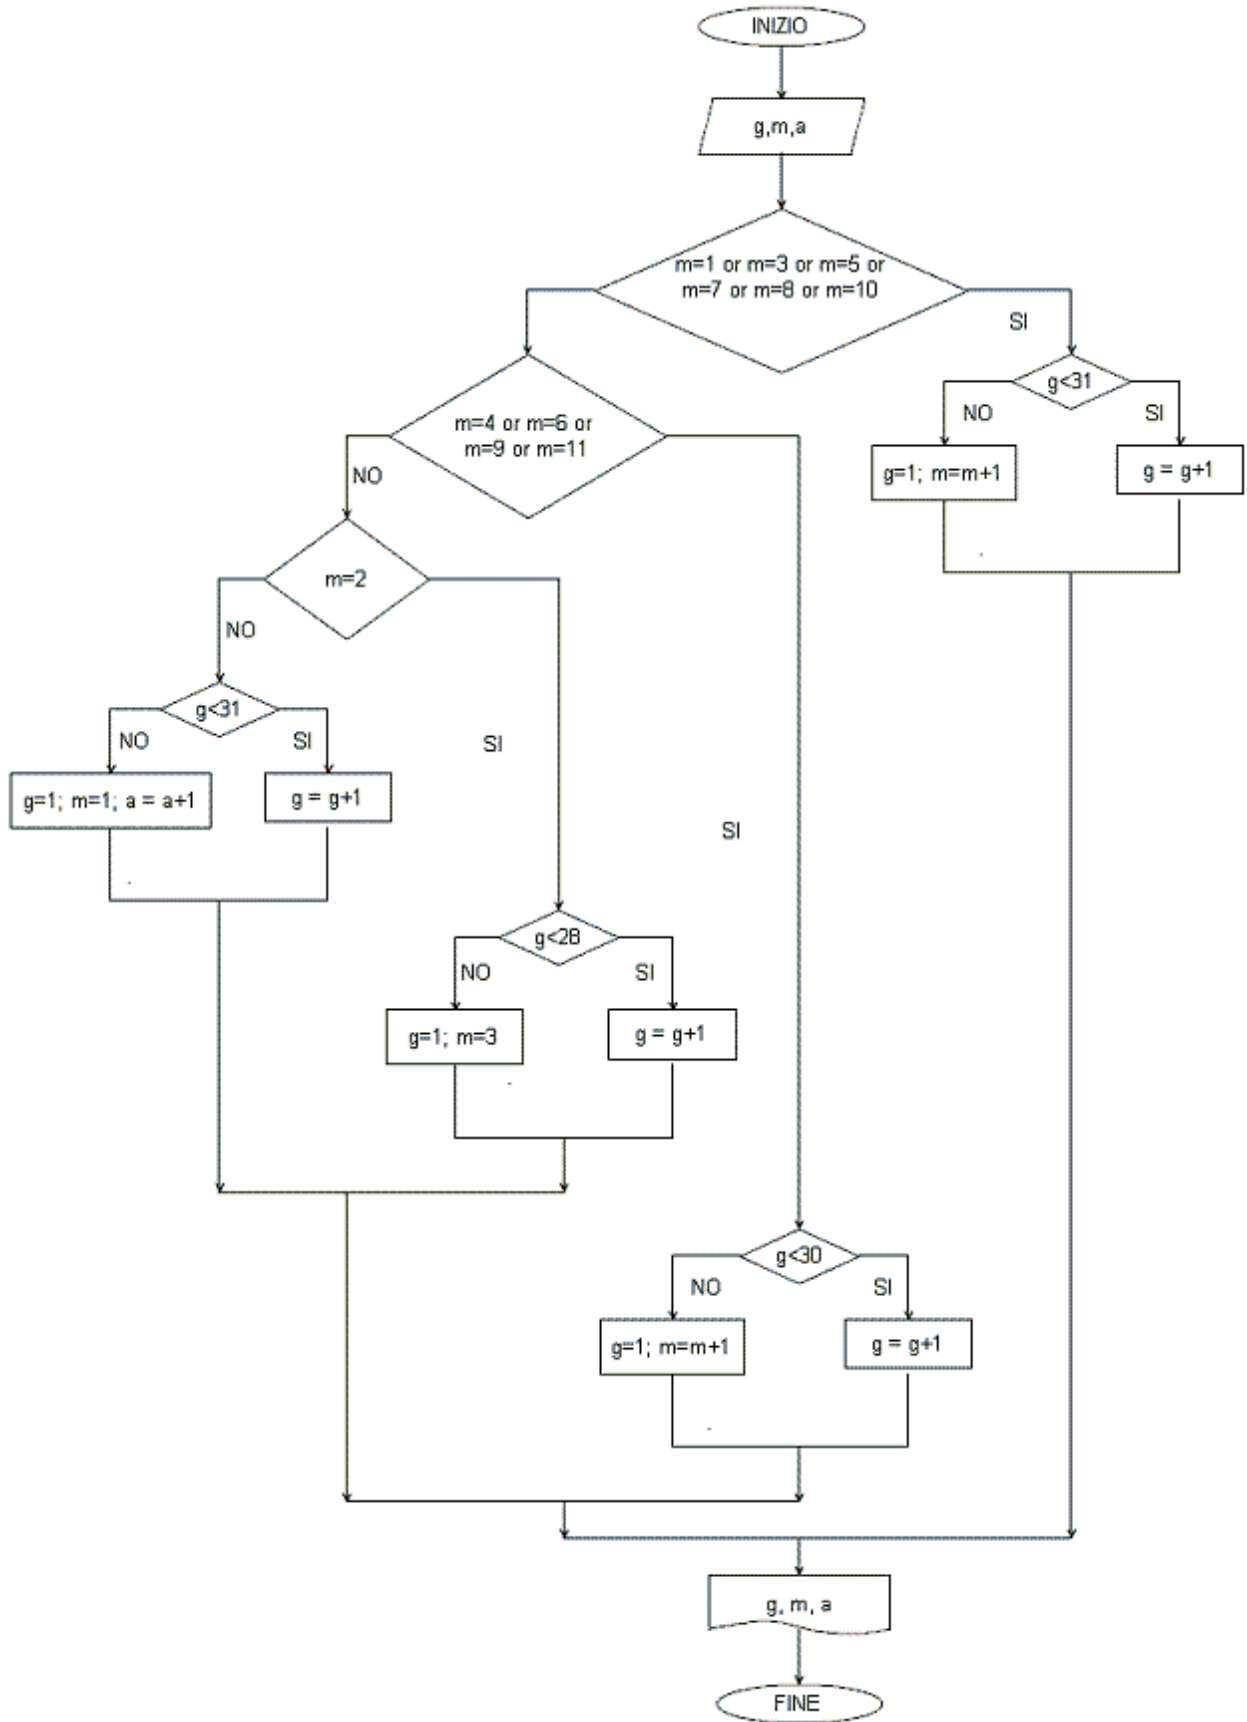 INIZIO
g,m,a
m=1 or m=3 or m=5 or
m=7 or m=8 or m=10
SI
g<31
NO
SI
g=1; m=m+1
g = g+1
m=4 or m=6 or
m=9 or m=11
NO
m=2
NO
SI
SI
g<31
NO
SI
g=1; m=1; a = a+1
g = g+1
g<28
NO
SI
g=1; m=3
g = g+1
g<30
NO
SI
g=1; m=m+1
g = g+1
g, m, a
FINE